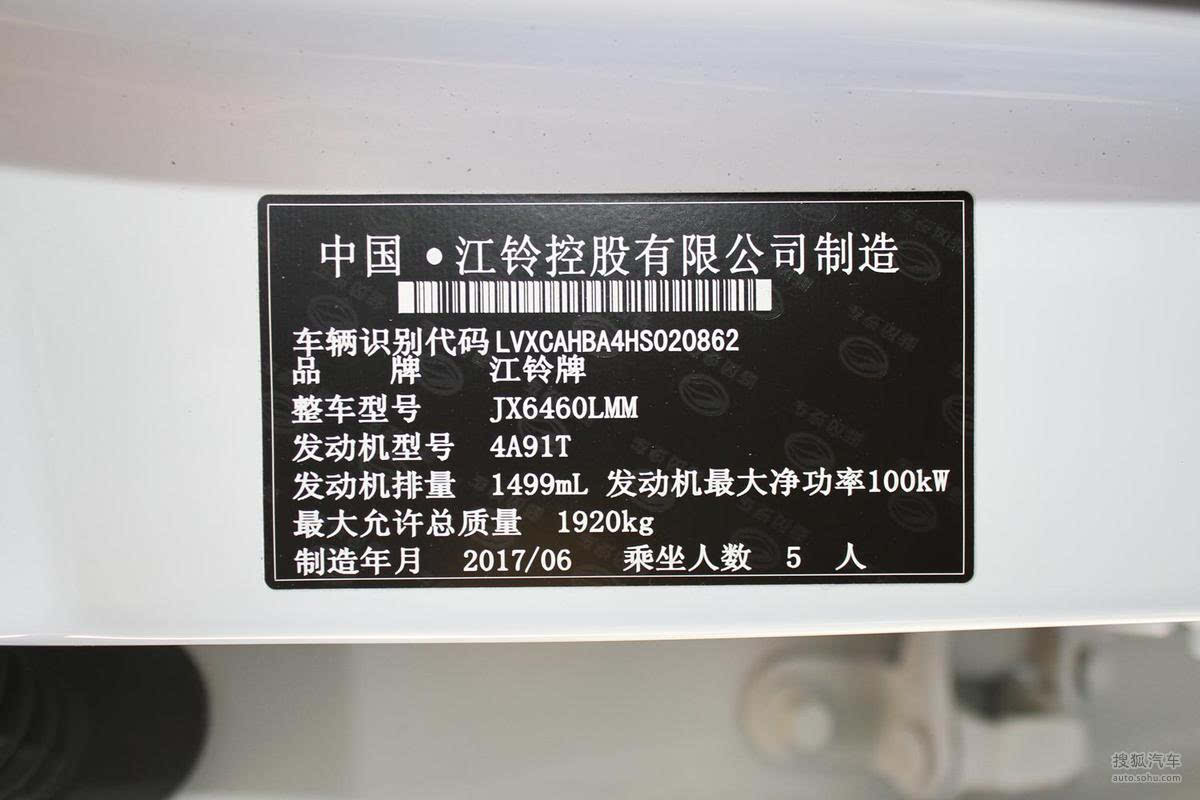 中国·江铃控股有限公司制造
车辆识别代码 LVXCAHBA4HS020862
品 牌 江铃牌
整车型号 JX6460LMM
发动机型号 4A91T
发动机排量 1499mL 发动机最大净功率100kW
最大允许总质量 1920kg
制造年月 2017/06 乘坐人数 5 人
搜狐汽车
auto.sohu.com